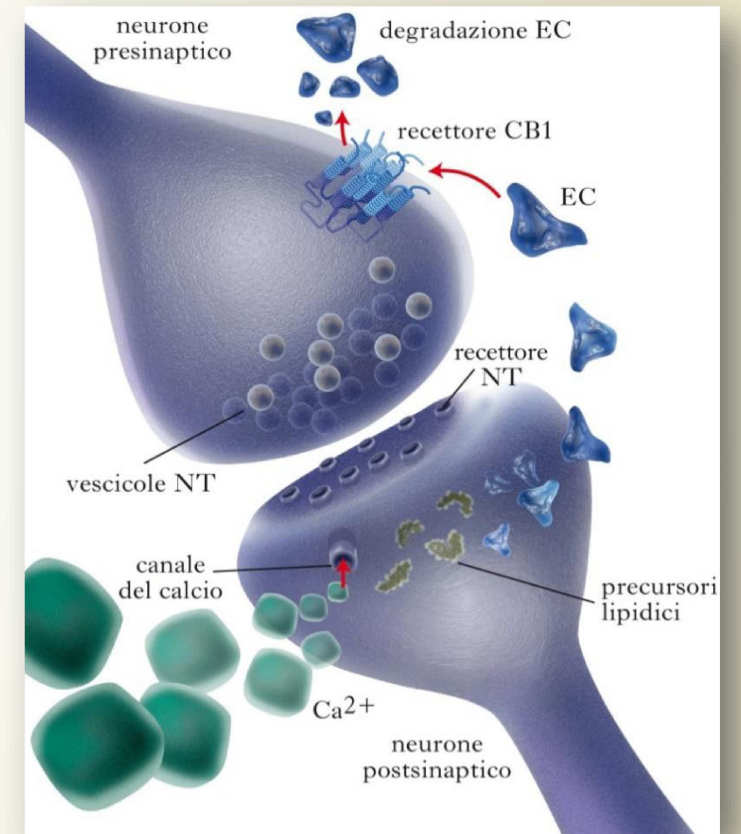 neurone
presinaptico
degradazione EC
recettore CB1
EC
recettore
NT
vescicole NT
canale
del calcio
precursori
lipidici
Ca2+
neurone
postsinaptico